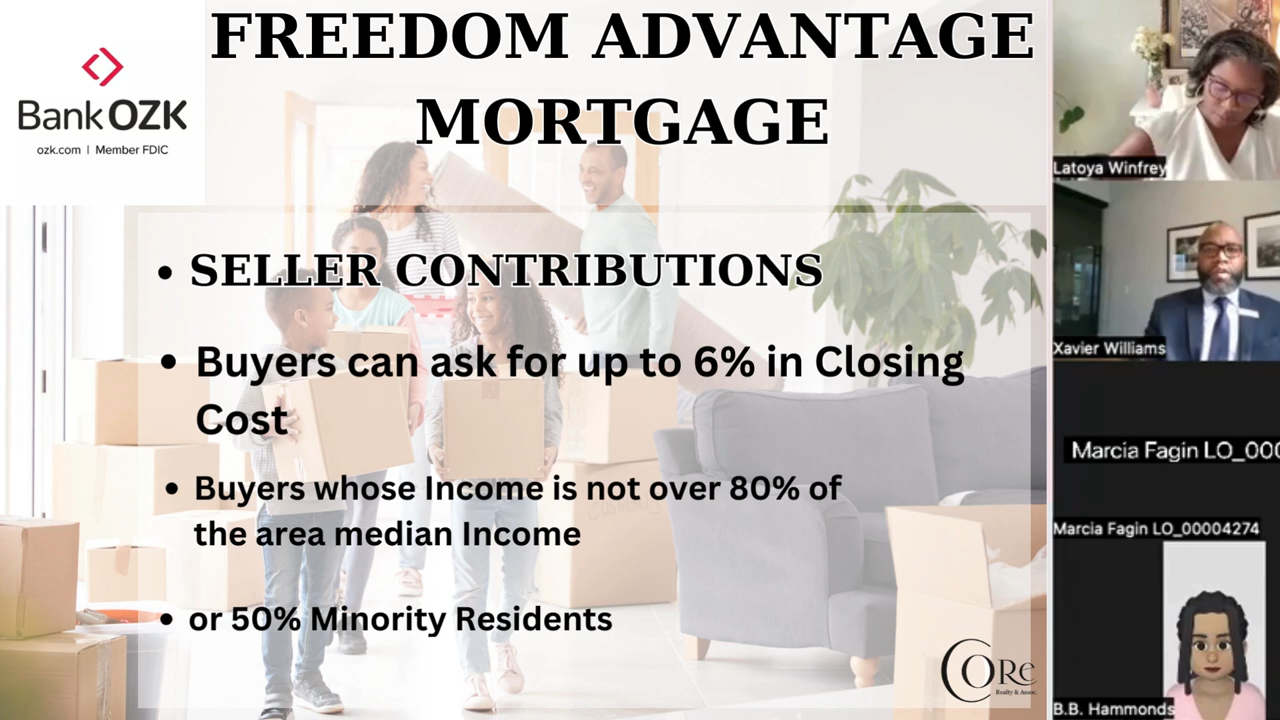 FREEDOM ADVANTAGE
MORTGAGE
Bank OZK
ozk.com | Member FDIC
• SELLER CONTRIBUTIONS
• Buyers can ask for up to 6% in Closing
Cost
• Buyers whose Income is not over 80% of
the area median Income
• or 50% Minority Residents
CORe
Realty & Assoc.
Latoya Winfrey
Xavier Williams
Marcia Fagin LO_000
Marcia Fagin LO_00004274
B.B. Hammonds